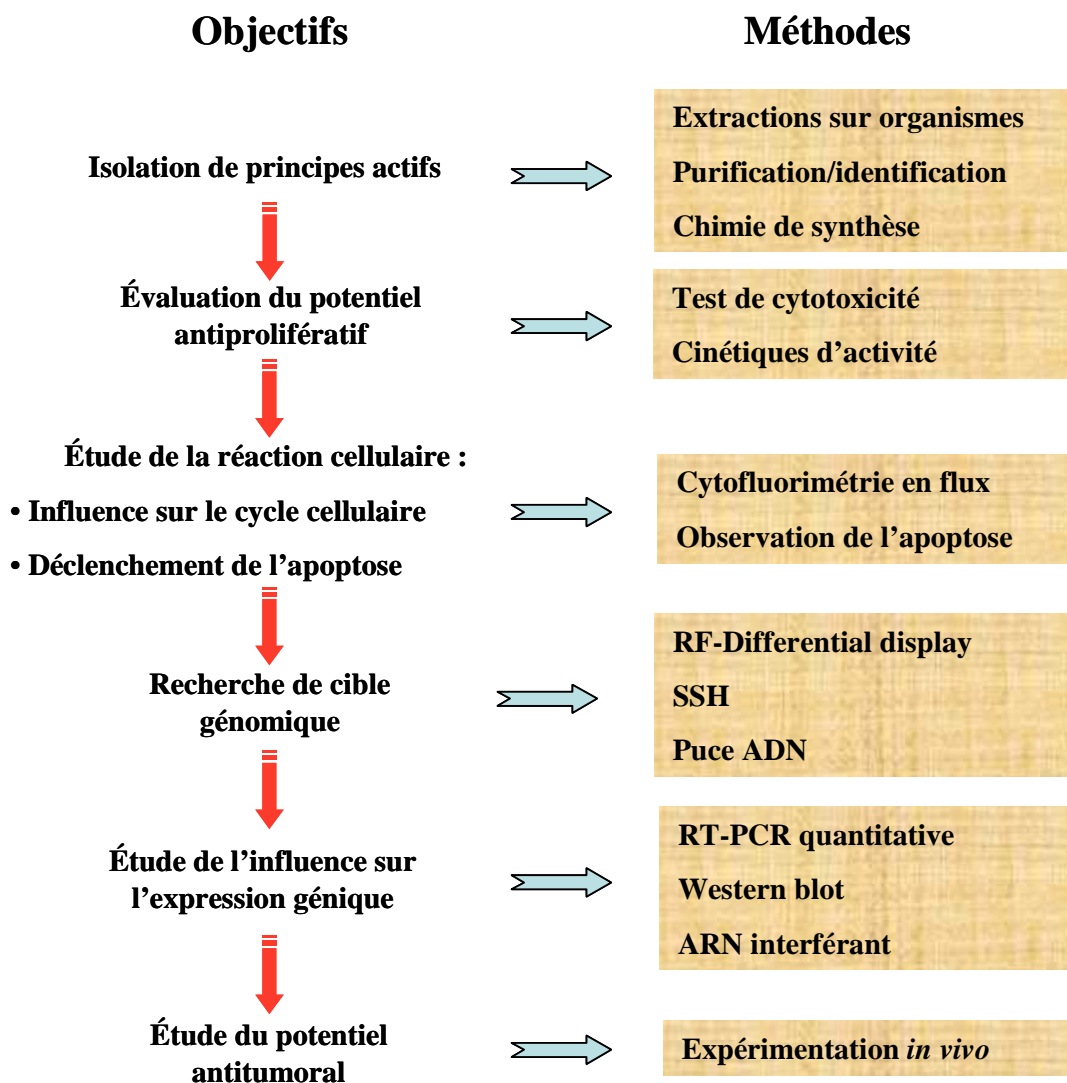 Objectifs
Méthodes
Isolation de principes actifs
Extractions sur organismes
Purification/identification
Chimie de synthèse
Évaluation du potentiel
antiprolifératif
Test de cytotoxicité
Cinétiques d’activité
Étude de la réaction cellulaire :
• Influence sur le cycle cellulaire
• Déclenchement de l’apoptose
Cytofluorimétrie en flux
Observation de l’apoptose
Recherche de cible
génomique
RF-Differential display
SSH
Puce ADN
Étude de l’influence sur
l’expression génique
RT-PCR quantitative
Western blot
ARN interférant
Étude du potentiel
antitumoral
Expérimentation in vivo